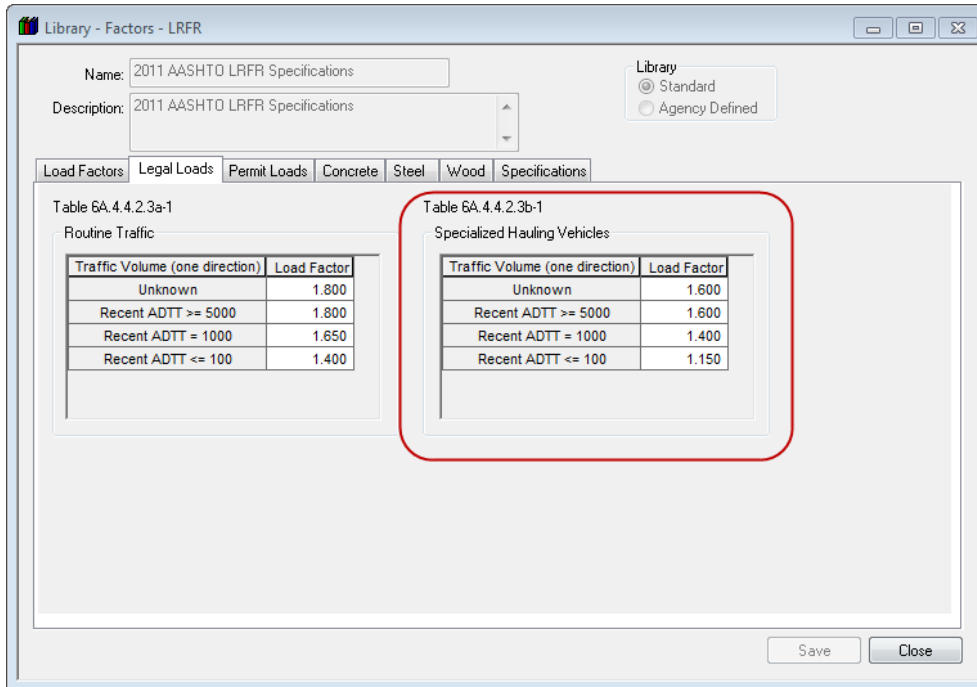 Library - Factors - LRFR
Name: 2011 AASHTO LRFR Specifications
Description: 2011 AASHTO LRFR Specifications
Library
Standard
Agency Defined
Load Factors Legal Loads Permit Loads Concrete Steel Wood Specifications
Table 6A.4.4.2.3a-1
Routine Traffic
Traffic Volume (one direction) Load Factor
Unknown 1.800
Recent ADTT >= 5000 1.800
Recent ADTT = 1000 1.650
Recent ADTT <= 100 1.400
Table 6A.4.4.2.3b-1
Specialized Hauling Vehicles
Traffic Volume (one direction) Load Factor
Unknown 1.600
Recent ADTT >= 5000 1.600
Recent ADTT = 1000 1.400
Recent ADTT <= 100 1.150
Save Close